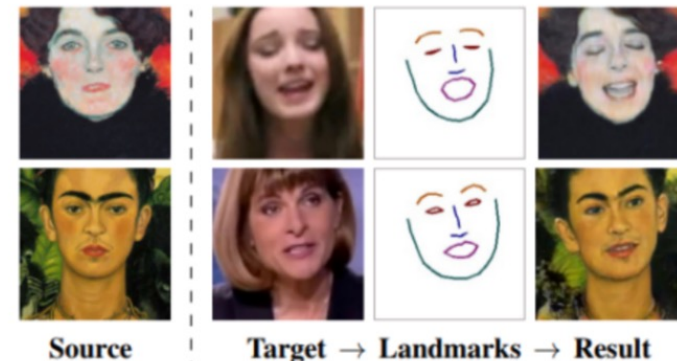 Source Target → Landmarks → Result